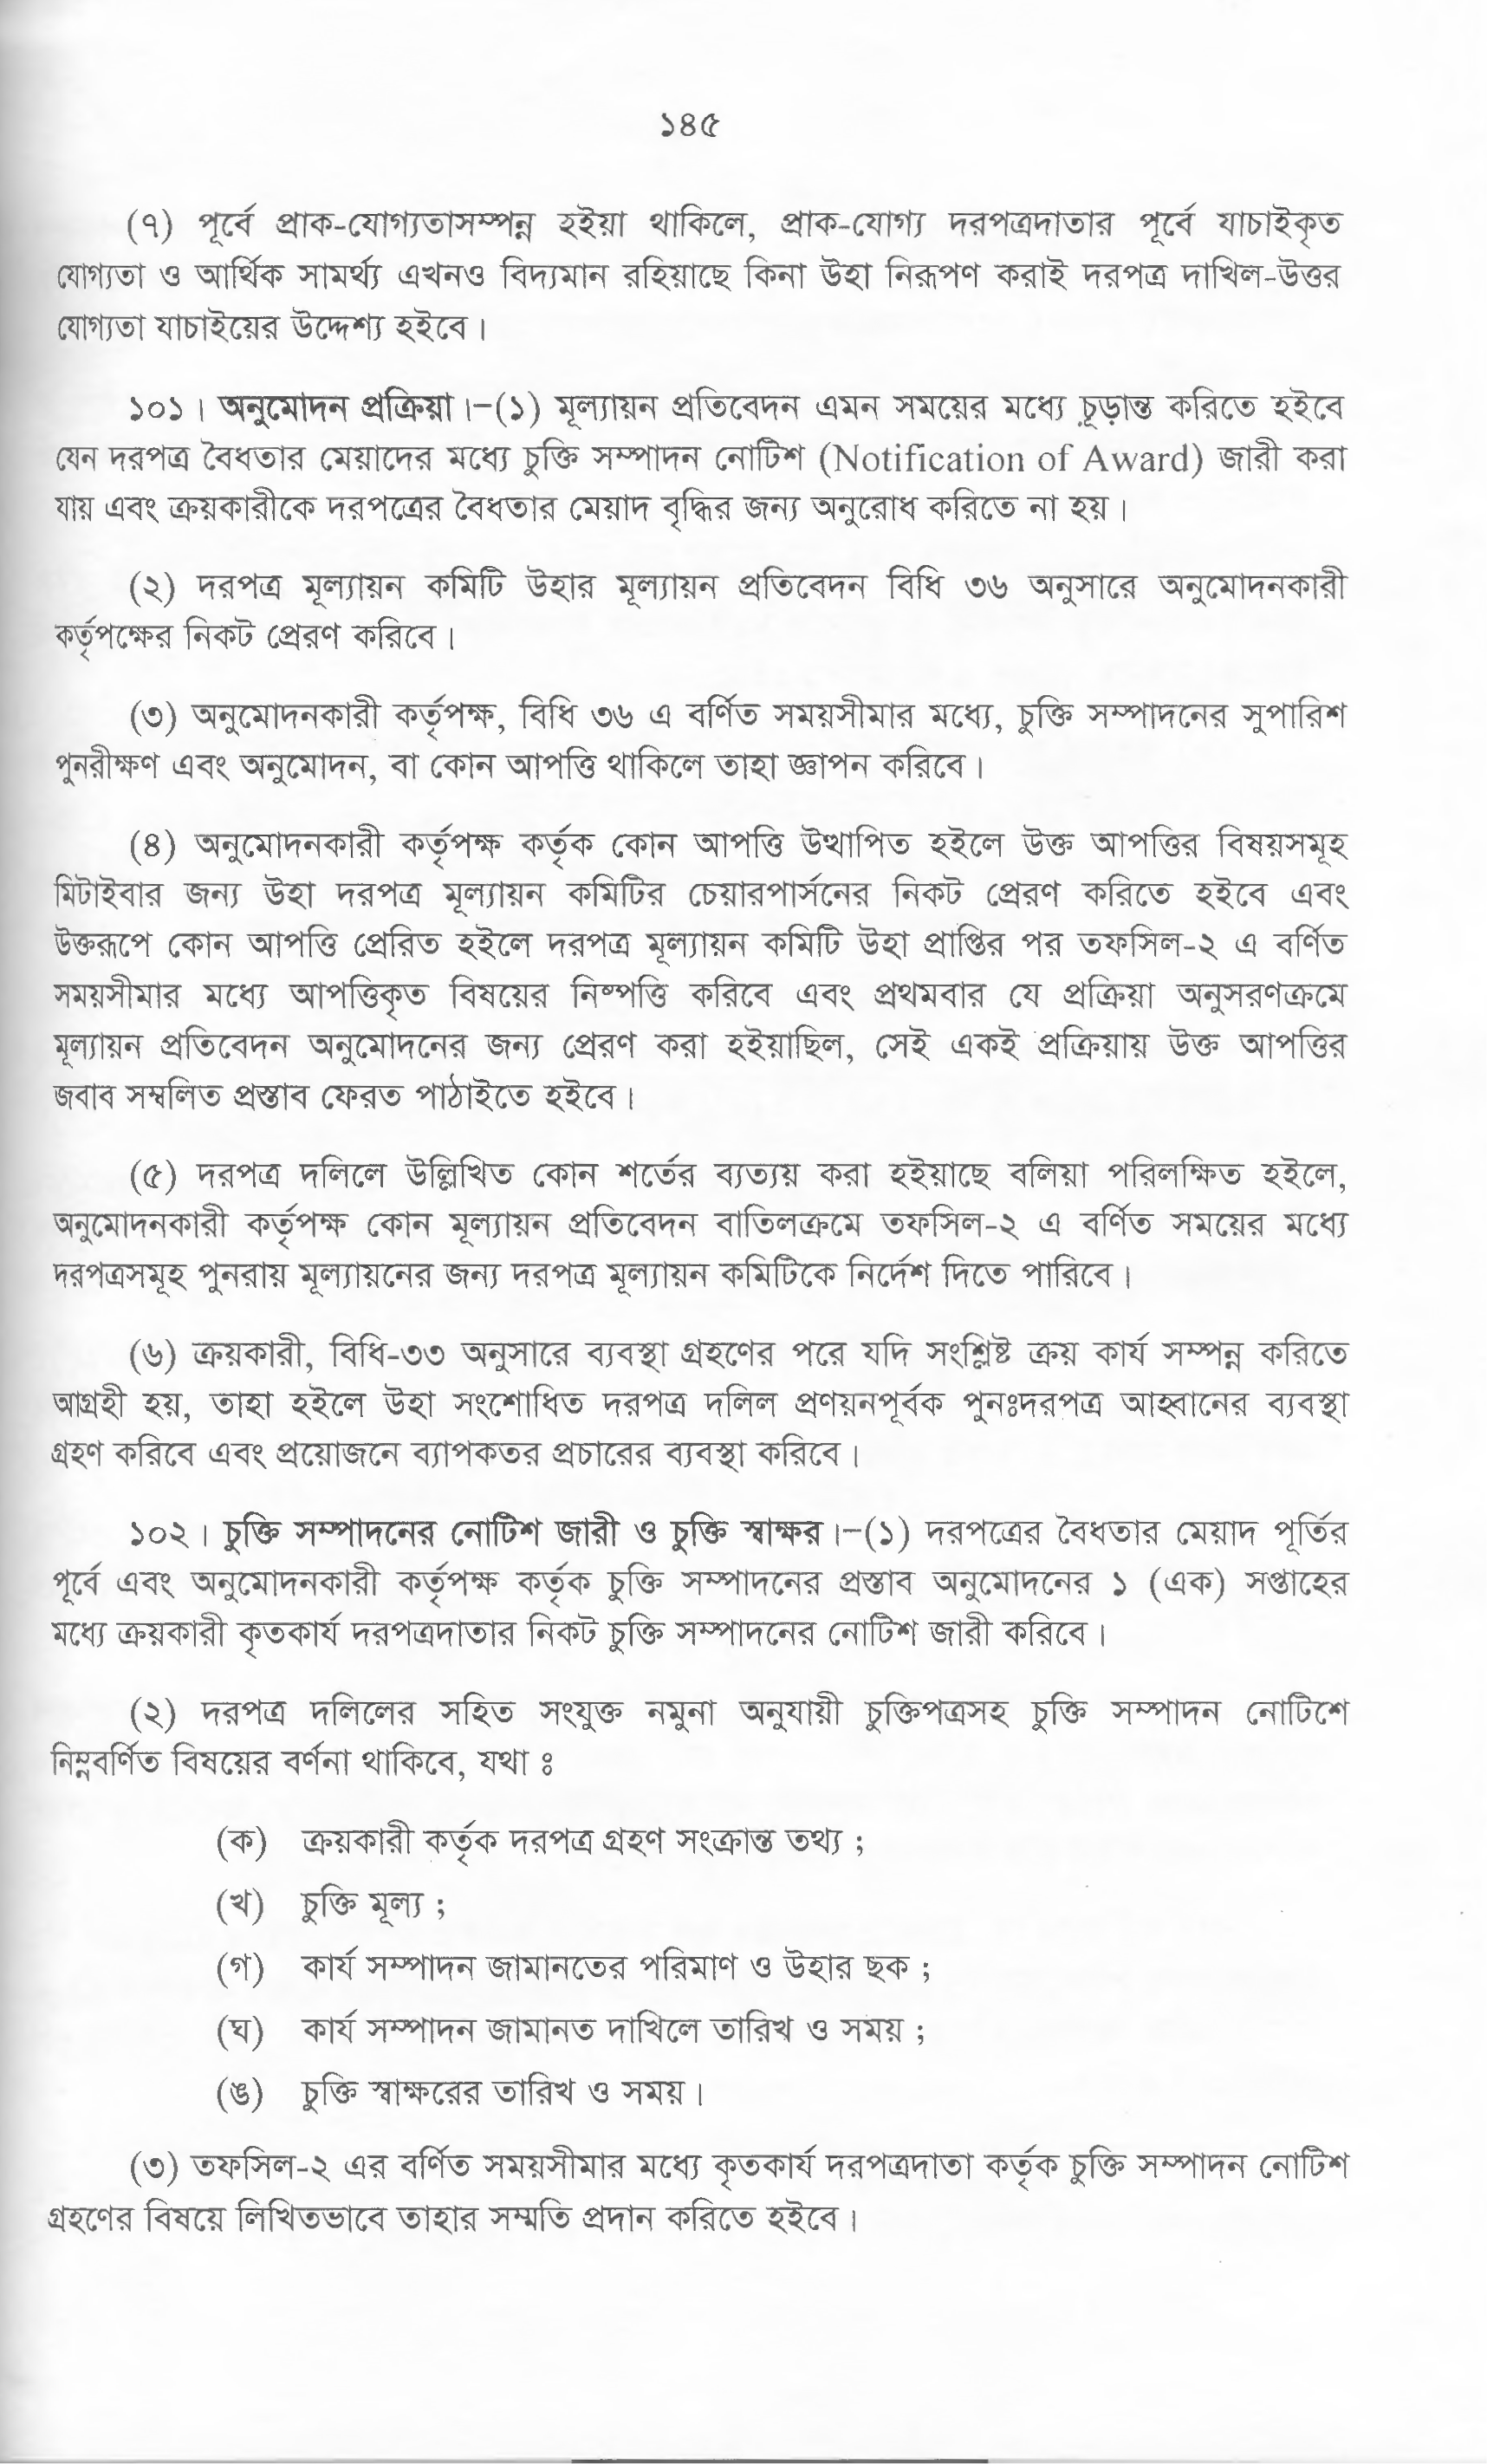 ১৪৫
(৭) পূর্বে প্রাক-যোগ্যতাসম্পন্ন হইয়া থাকিলে, প্রাক-যোগ্য দরপত্রদাতার পূর্বে যাচাইকৃত
যোগ্যতা ও আর্থিক সামর্থ্য এখনও বিদ্যমান রহিয়াছে কিনা উহা নিরূপণ করাই দরপত্র দাখিল-উত্তর
যোগ্যতা যাচাইয়ের উদ্দেশ্য হইবে।
১০১। অনুমোদন প্রক্রিয়া।-(১) মূল্যায়ন প্রতিবেদন এমন সময়ের মধ্যে চূড়ান্ত করিতে হইবে
যেন দরপত্র বৈধতার মেয়াদের মধ্যে চুক্তি সম্পাদন নোটিশ (Notification of Award) জারী করা
যায় এবং ক্রয়কারীকে দরপত্রের বৈধতার মেয়াদ বৃদ্ধির জন্য অনুরোধ করিতে না হয়।
(২) দরপত্র মূল্যায়ন কমিটি উহার মূল্যায়ন প্রতিবেদন বিধি ৩৬ অনুসারে অনুমোদনকারী
কর্তৃপক্ষের নিকট প্রেরণ করিবে।
(৩) অনুমোদনকারী কর্তৃপক্ষ, বিধি ৩৬ এ বর্ণিত সময়সীমার মধ্যে, চুক্তি সম্পাদনের সুপারিশ
পুনরীক্ষণ এবং অনুমোদন, বা কোন আপত্তি থাকিলে তাহা জ্ঞাপন করিবে।
(৪) অনুমোদনকারী কর্তৃপক্ষ কর্তৃক কোন আপত্তি উত্থাপিত হইলে উক্ত আপত্তির বিষয়সমূহ
মিটাইবার জন্য উহা দরপত্র মূল্যায়ন কমিটির চেয়ারপার্সনের নিকট প্রেরণ করিতে হইবে এবং
উক্তরূপে কোন আপত্তি প্রেরিত হইলে দরপত্র মূল্যায়ন কমিটি উহা প্রাপ্তির পর তফসিল-২ এ বর্ণিত
সময়সীমার মধ্যে আপত্তিকৃত বিষয়ের নিষ্পত্তি করিবে এবং প্রথমবার যে প্রক্রিয়া অনুসরণক্রমে
মূল্যায়ন প্রতিবেদন অনুমোদনের জন্য প্রেরণ করা হইয়াছিল, সেই একই প্রক্রিয়ায় উক্ত আপত্তির
জবাব সম্বলিত প্রস্তাব ফেরত পাঠাইতে হইবে।
(৫) দরপত্র দলিলে উল্লিখিত কোন শর্তের ব্যত্যয় করা হইয়াছে বলিয়া পরিলক্ষিত হইলে,
অনুমোদনকারী কর্তৃপক্ষ কোন মূল্যায়ন প্রতিবেদন বাতিলক্রমে তফসিল-২ এ বর্ণিত সময়ের মধ্যে
দরপত্রসমূহ পুনরায় মূল্যায়নের জন্য দরপত্র মূল্যায়ন কমিটিকে নির্দেশ দিতে পারিবে।
(৬) ক্রয়কারী, বিধি-৩৩ অনুসারে ব্যবস্থা গ্রহণের পরে যদি সংশ্লিষ্ট ক্রয় কার্য সম্পন্ন করিতে
আগ্রহী হয়, তাহা হইলে উহা সংশোধিত দরপত্র দলিল প্রণয়নপূর্বক পুনঃদরপত্র আহ্বানের ব্যবস্থা
গ্রহণ করিবে এবং প্রয়োজনে ব্যাপকতর প্রচারের ব্যবস্থা করিবে।
১০২। চুক্তি সম্পাদনের নোটিশ জারী ও চুক্তি স্বাক্ষর।-(১) দরপত্রের বৈধতার মেয়াদ পূর্তির
পূর্বে এবং অনুমোদনকারী কর্তৃপক্ষ কর্তৃক চুক্তি সম্পাদনের প্রস্তাব অনুমোদনের ১ (এক) সপ্তাহের
মধ্যে ক্রয়কারী কৃতকার্য দরপত্রদাতার নিকট চুক্তি সম্পাদনের নোটিশ জারী করিবে।
(২) দরপত্র দলিলের সহিত সংযুক্ত নমুনা অনুযায়ী চুক্তিপত্রসহ চুক্তি সম্পাদন নোটিশে
নিম্নবর্ণিত বিষয়ের বর্ণনা থাকিবে, যথা ঃ
(ক) ক্রয়কারী কর্তৃক দরপত্র গ্রহণ সংক্রান্ত তথ্য ;
(খ) চুক্তি মূল্য ;
(গ) কার্য সম্পাদন জামানতের পরিমাণ ও উহার ছক ;
(ঘ) কার্য সম্পাদন জামানত দাখিলে তারিখ ও সময় ;
(ঙ) চুক্তি স্বাক্ষরের তারিখ ও সময়।
(৩) তফসিল-২ এর বর্ণিত সময়সীমার মধ্যে কৃতকার্য দরপত্রদাতা কর্তৃক চুক্তি সম্পাদন নোটিশ
গ্রহণের বিষয়ে লিখিতভাবে তাহার সম্মতি প্রদান করিতে হইবে।